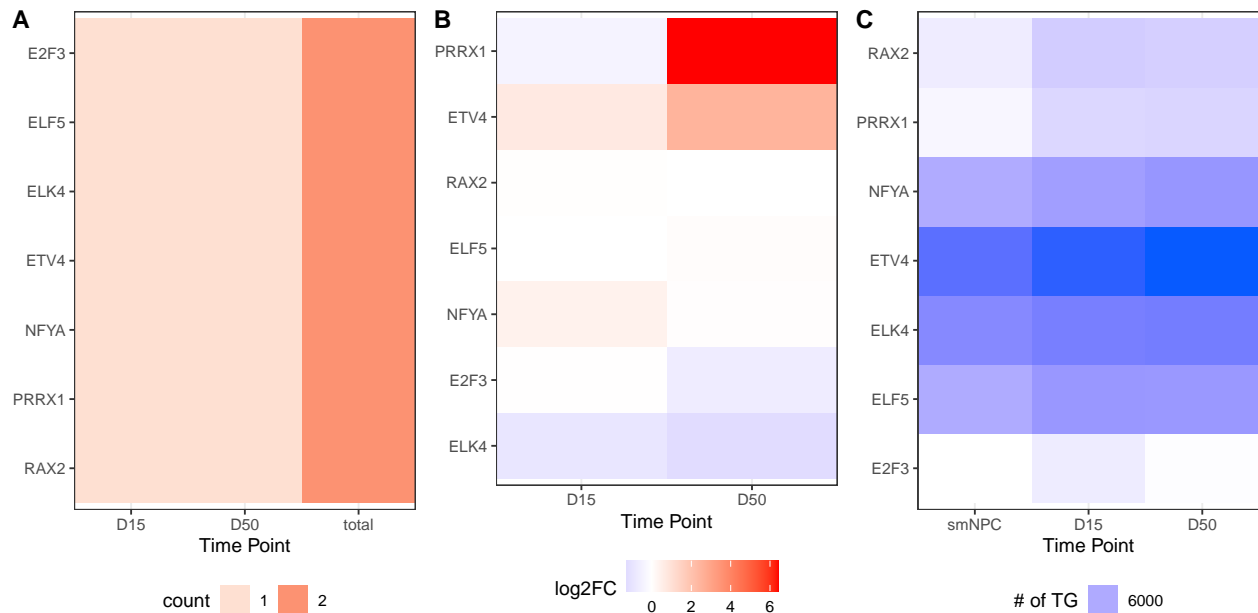 A
E2F3
ELF5
ELK4
ETV4
NFYA
PRRX1
RAX2
D15 D50 total
Time Point
count 1 2
B
PRRX1
ETV4
RAX2
ELF5
NFYA
E2F3
ELK4
D15 D50
Time Point
log2FC
0 2 4 6
C
RAX2
PRRX1
NFYA
ETV4
ELK4
ELF5
E2F3
smNPC D15 D50
Time Point
# of TG 6000